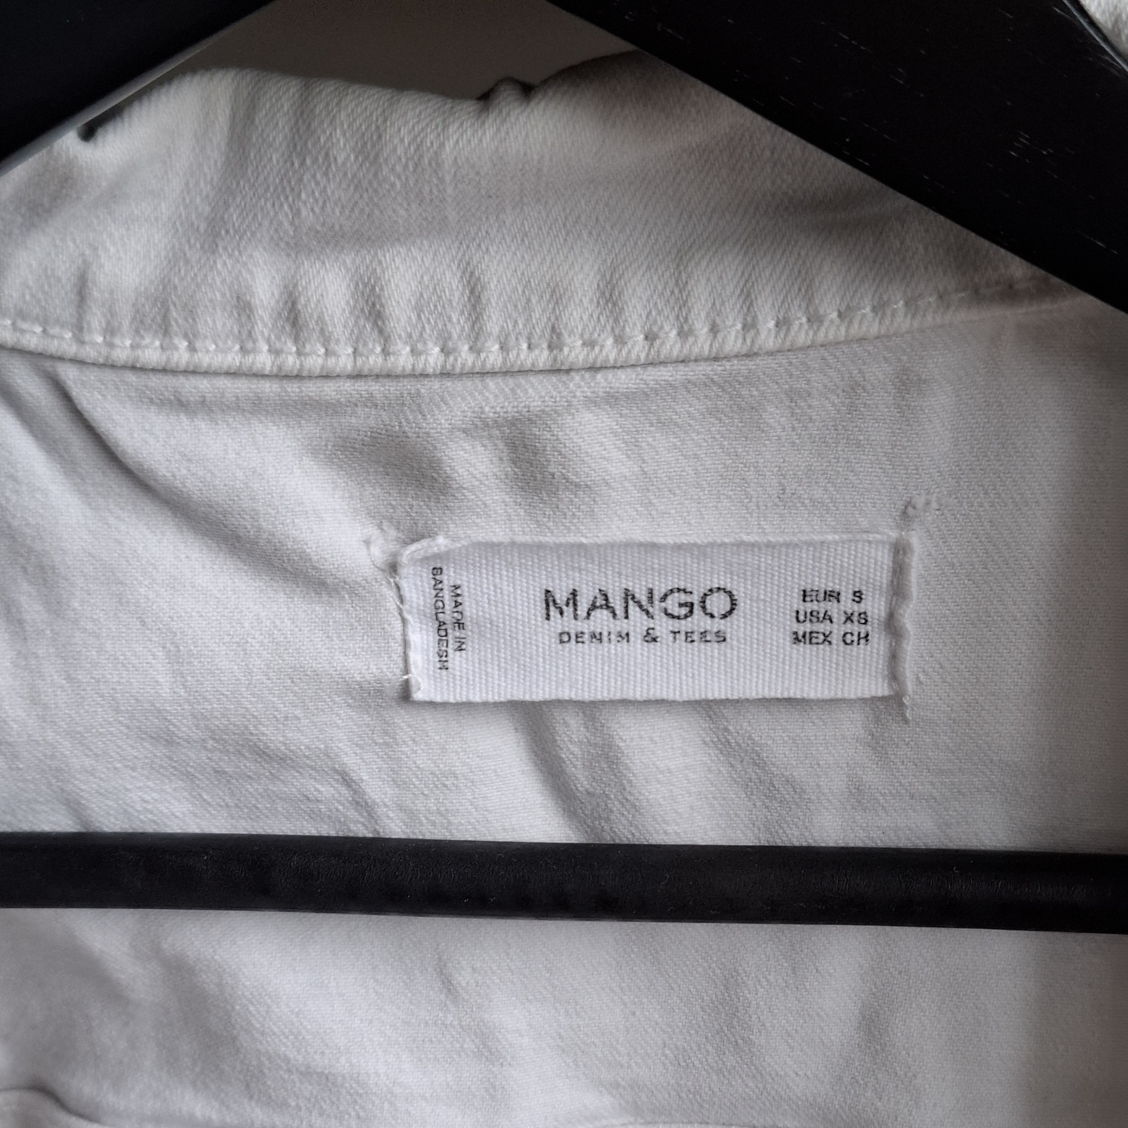 MADE IN
BANGLADESH
MANGO
DENIM & TEES
EUR S
USA XS
MEX CH